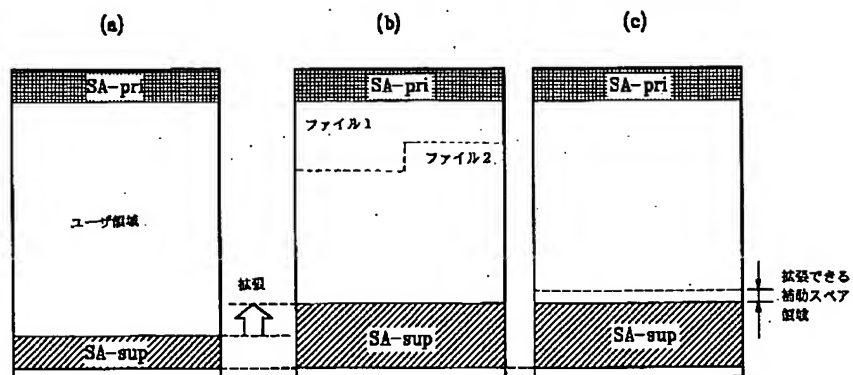 (a)
(b)
(c)
SA-pri
SA-pri
SA-pri
ファイル1
ファイル2
ユーザ領域
拡張
拡張できる
補助スペア
領域
SA-sup
SA-sup
SA-sup